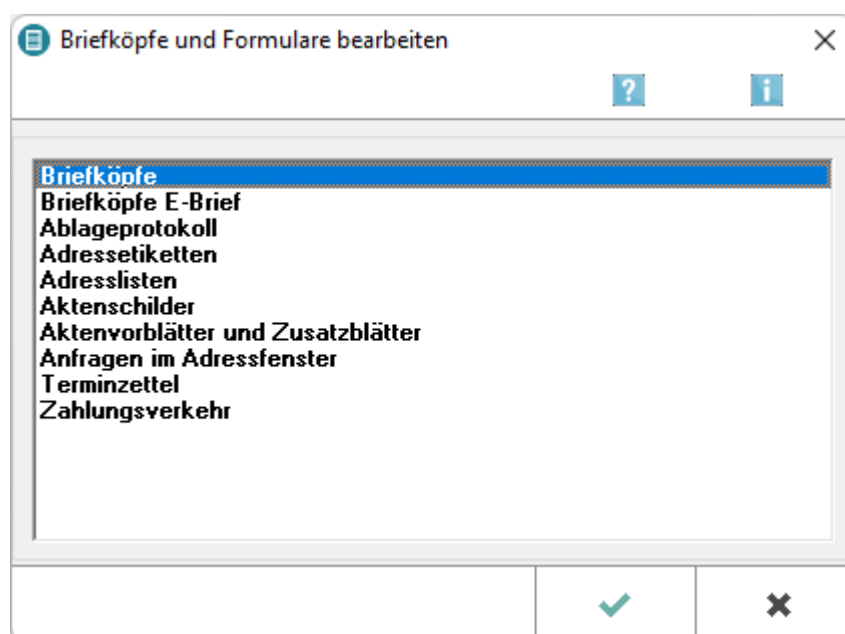 Briefköpfe und Formulare bearbeiten
?
i
Briefköpfe
Briefköpfe E-Brief
Ablageprotokoll
Adressetiketten
Adresslisten
Aktenschilder
Aktenvorblätter und Zusatzblätter
Anfragen im Adressfenster
Terminzettel
Zahlungsverkehr